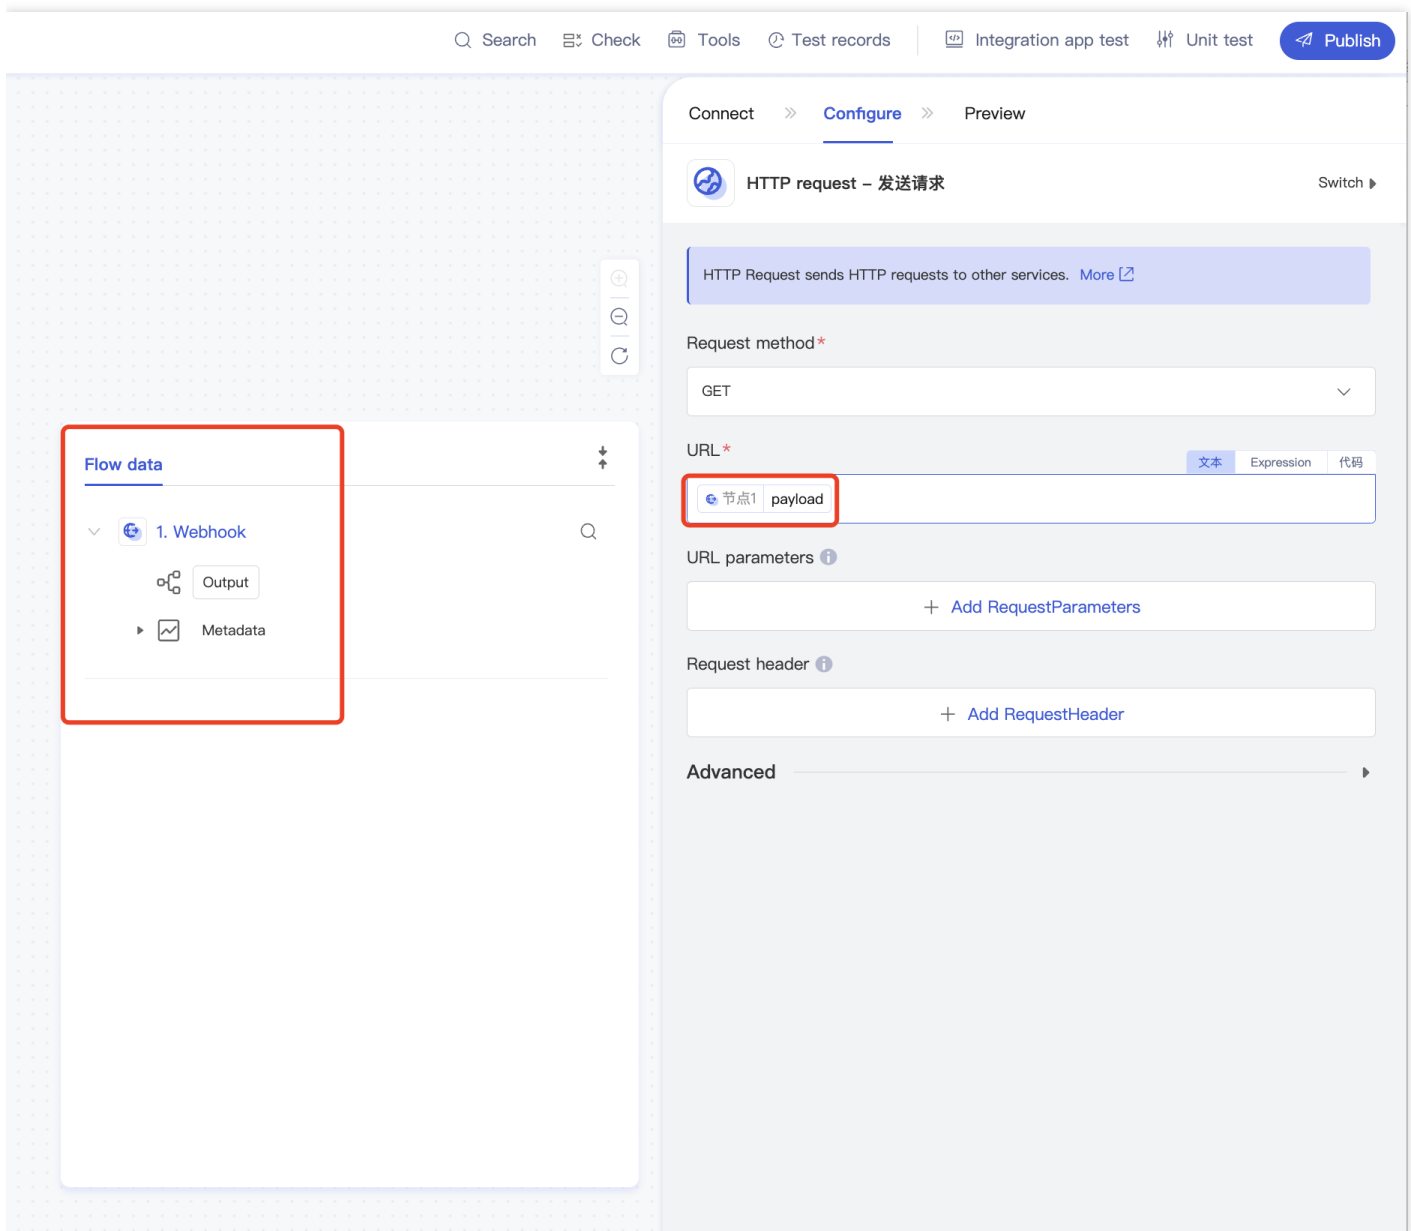 Search Check Tools Test records Integration app test Unit test Publish
Connect Configure Preview
HTTP request – 发送请求 Switch
HTTP Request sends HTTP requests to other services. More
Request method*
GET
URL*
文本 Expression 代码
节点1 payload
URL parameters
Add RequestParameters
Request header
Add RequestHeader
Advanced
Flow data
1. Webhook
Output
Metadata